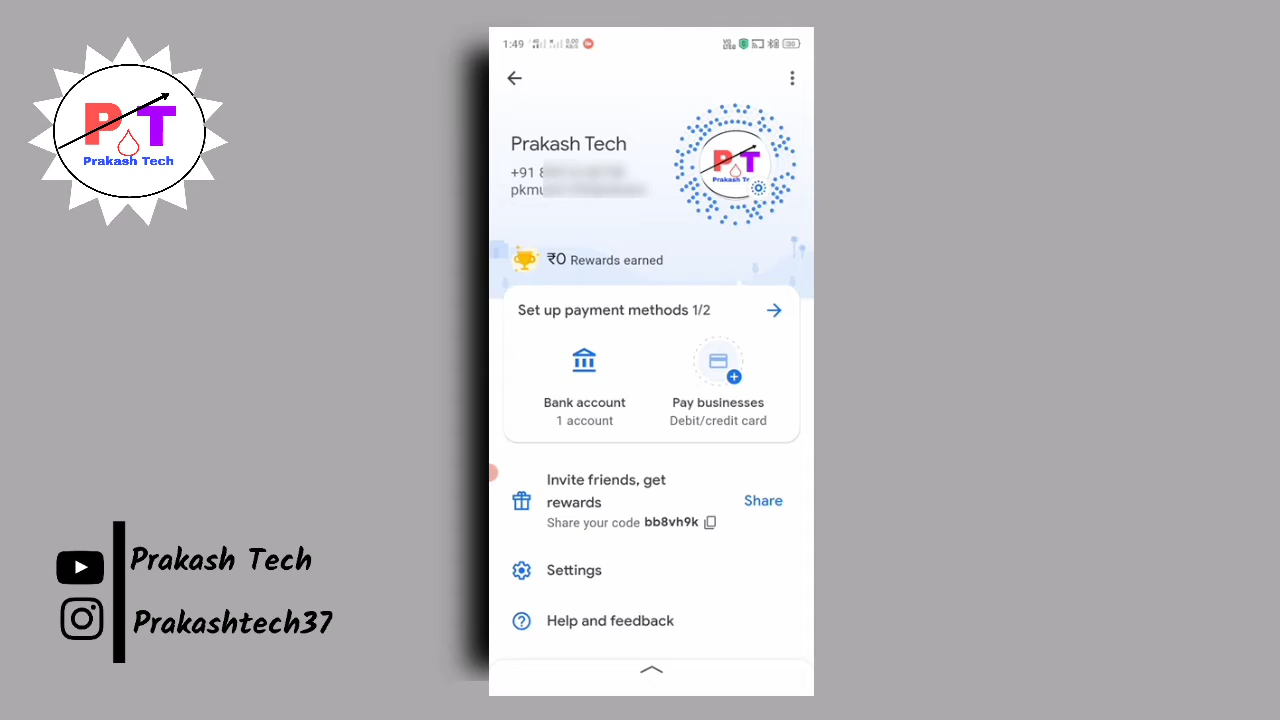 P T
Prakash Tech
1:49
Prakash Tech
+91 8
pkmu
P T
₹0 Rewards earned
Set up payment methods 1/2
Bank account
1 account
Pay businesses
Debit/credit card
Invite friends, get
rewards
Share your code bb8vh9k
Share
Settings
Help and feedback
Prakash Tech
Prakashtech37